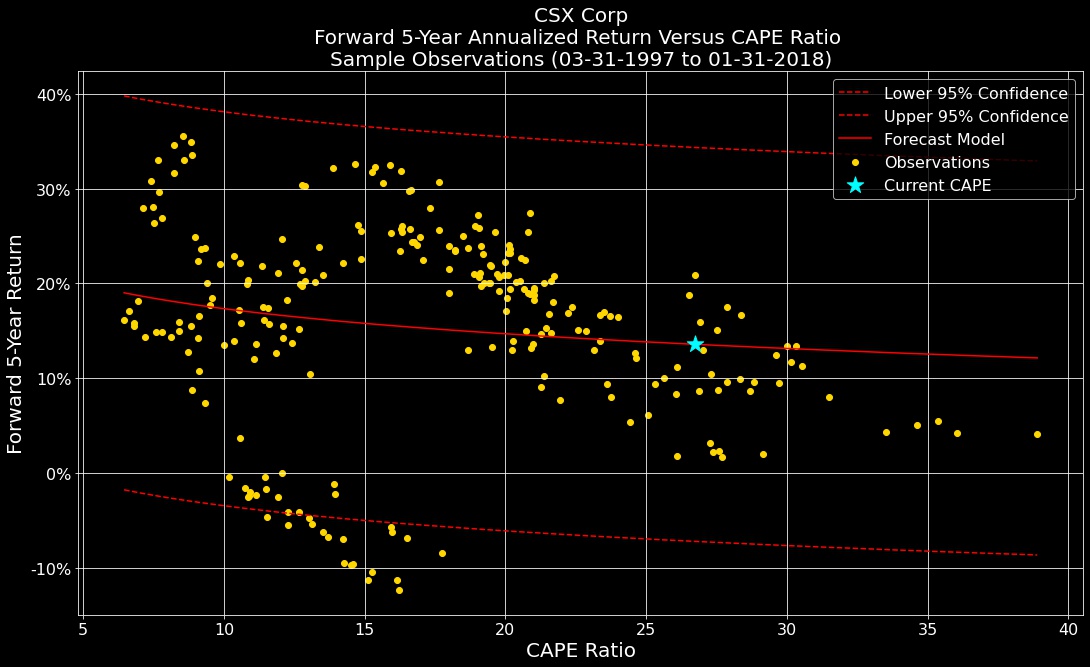 CSX Corp
Forward 5-Year Annualized Return Versus CAPE Ratio
Sample Observations (03-31-1997 to 01-31-2018)
Lower 95% Confidence
Upper 95% Confidence
Forecast Model
Observations
Current CAPE
Forward 5-Year Return
40%
30%
20%
10%
0%
-10%
5
10
15
20
25
30
35
40
CAPE Ratio